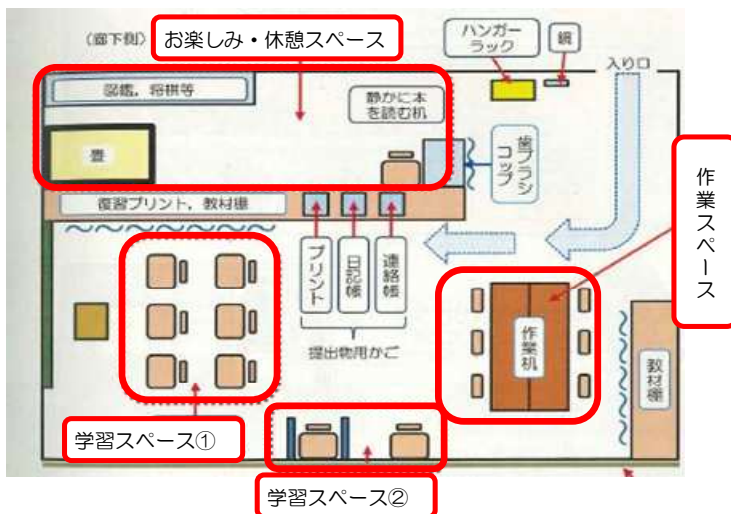 （廊下側）
お楽しみ・休憩スペース
ハンガー
ラック
鏡
入り口
図鑑，将棋等
静かに本
を読む机
畳
歯ブラシ
コップ
作業スペース
復習プリント，教材棚
プリント
日記帳
連絡帳
提出物用かご
作業机
教材棚
学習スペース①
学習スペース②